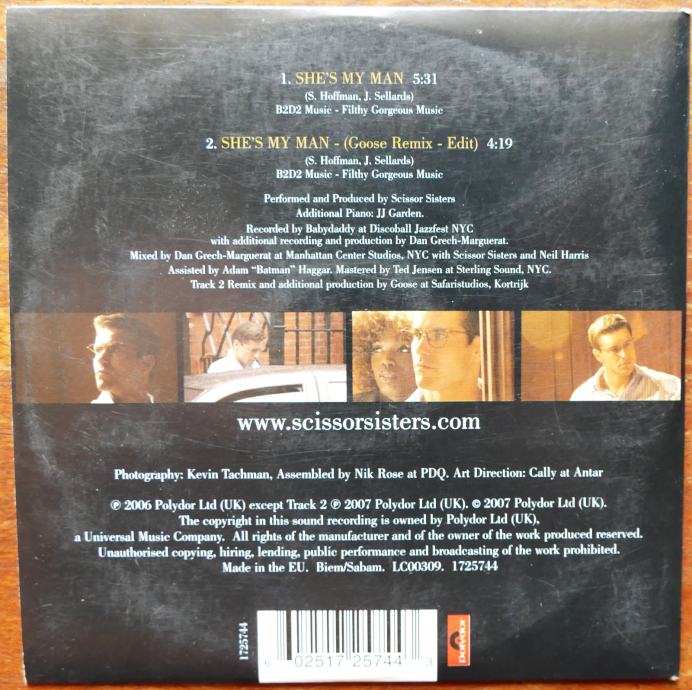 1. SHE'S MY MAN 5:31
(S. Hoffman, J. Sellards)
B2D2 Music - Filthy Gorgeous Music
2. SHE'S MY MAN - (Goose Remix - Edit) 4:19
(S. Hoffman, J. Sellards)
B2D2 Music - Filthy Gorgeous Music
Performed and Produced by Scissor Sisters
Additional Piano: JJ Garden.
Recorded by Babydaddy at Discoball Jazzfest NYC
with additional recording and production by Dan Grech-Marguerat.
Mixed by Dan Grech-Marguerat at Manhattan Center Studios, NYC with Scissor Sisters and Neil Harris
Assisted by Adam "Batman" Haggar. Mastered by Ted Jensen at Sterling Sound, NYC.
Track 2 Remix and additional production by Goose at Safaristudios, Kortrijk
www.scissorsisters.com
Photography: Kevin Tachman, Assembled by Nik Rose at PDQ. Art Direction: Cally at Antar
℗ 2006 Polydor Ltd (UK) except Track 2 ℗ 2007 Polydor Ltd (UK). © 2007 Polydor Ltd (UK).
The copyright in this sound recording is owned by Polydor Ltd (UK),
a Universal Music Company. All rights of the manufacturer and of the owner of the work produced reserved.
Unauthorised copying, hiring, lending, public performance and broadcasting of the work prohibited.
Made in the EU. Biem/Sabam. LC00309. 1725744
1725744
6 02517 25744 3
Polydor